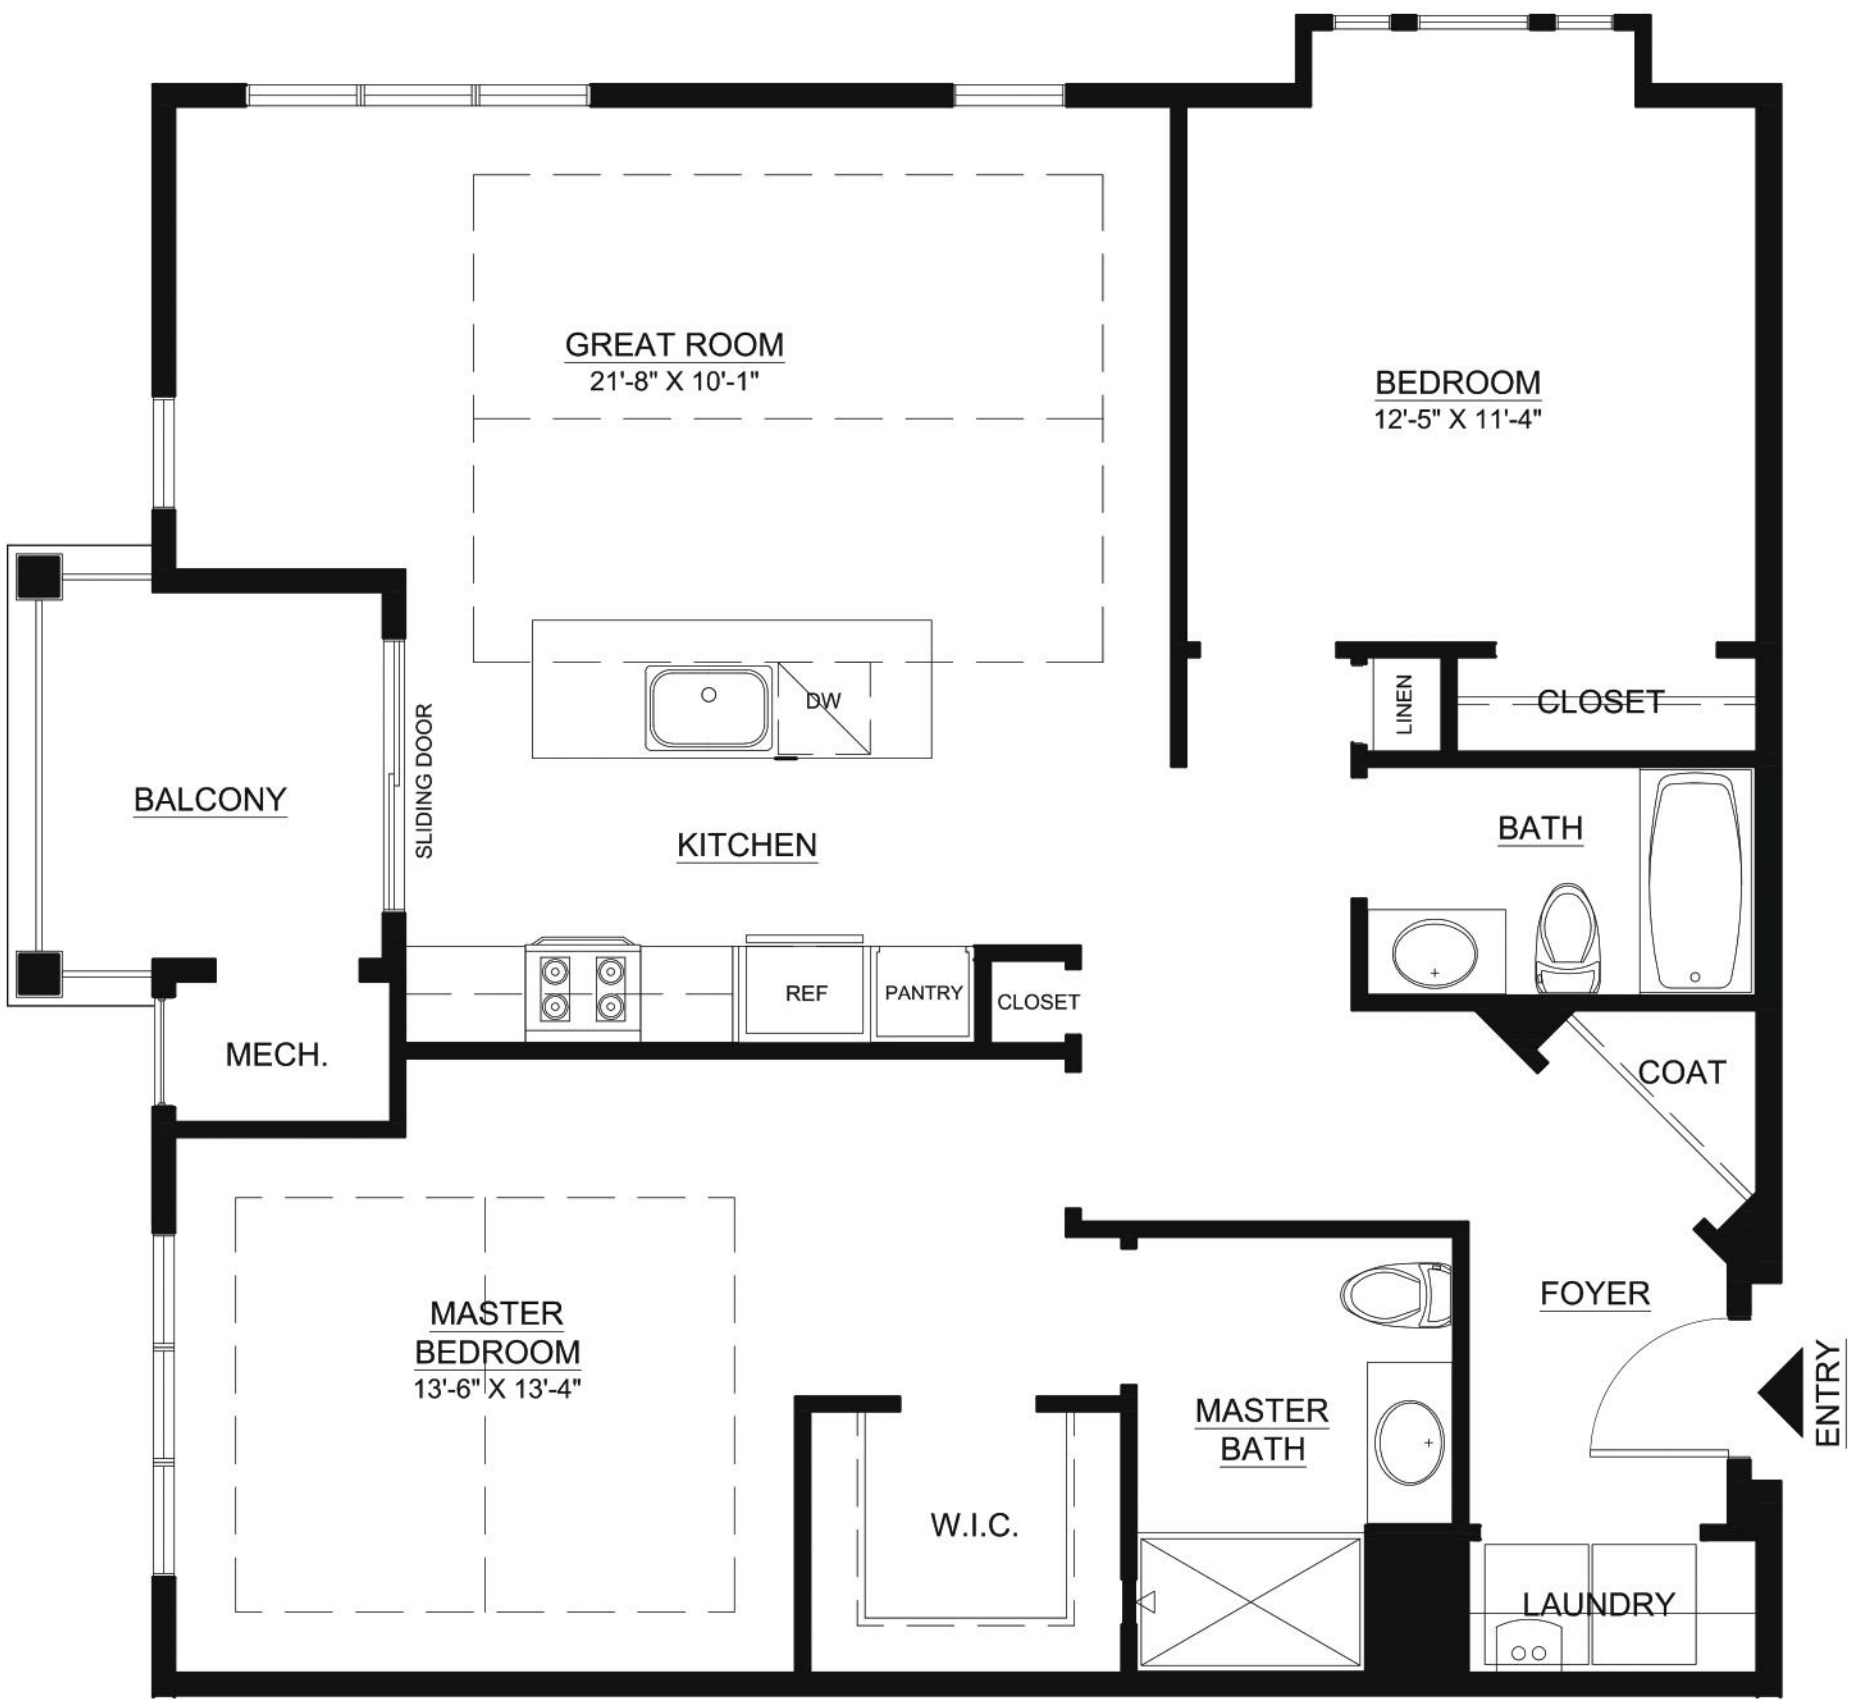 GREAT ROOM
21'-8" X 10'-1"
BEDROOM
12'-5" X 11'-4"
DW
LINEN
CLOSET
SLIDING DOOR
BALCONY
KITCHEN
BATH
REF
PANTRY
CLOSET
MECH.
COAT
FOYER
MASTER
BEDROOM
13'-6" X 13'-4"
ENTRY
MASTER
BATH
W.I.C.
LAUNDRY